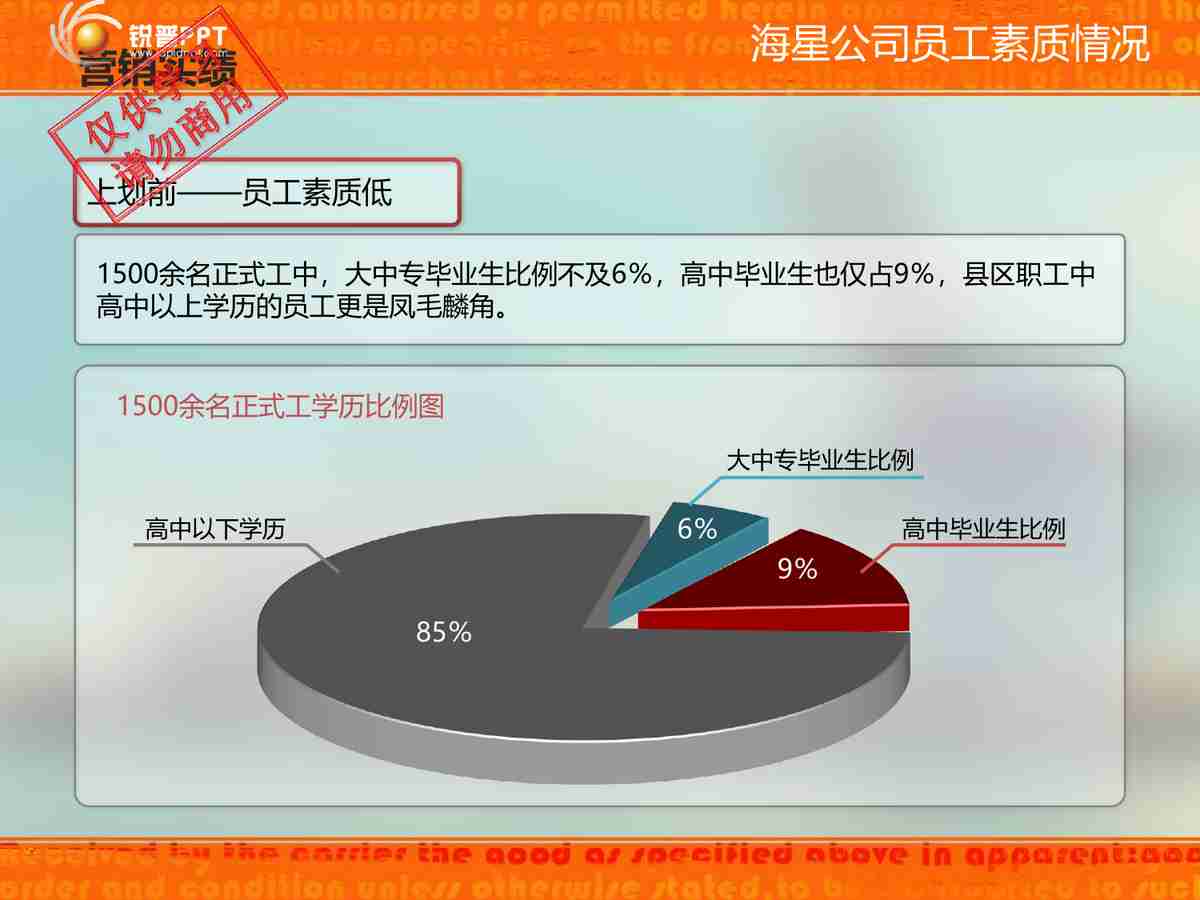 锐普PPT
营销实绩
海星公司员工素质情况
仅供学
请勿商用
上划前——员工素质低
1500余名正式工中，大中专毕业生比例不及6%，高中毕业生也仅占9%，县区职工中
高中以上学历的员工更是凤毛麟角。
1500余名正式工学历比例图
大中专毕业生比例
高中以下学历
高中毕业生比例
6%
9%
85%
Received by the carrier the good as specified above in apparent good
order and condition unless otherwise stated, to be